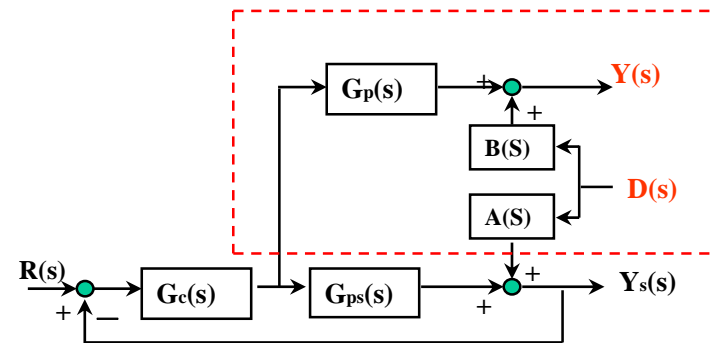 Y(s)
+
Gp(s)
+
B(S)
D(s)
A(S)
R(s)
+
Gc(s)
Gps(s)
Ys(s)
+
—
+